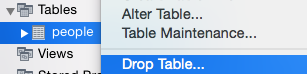 Tables
people
Views
Alter Table...
Table Maintenance...
Drop Table...